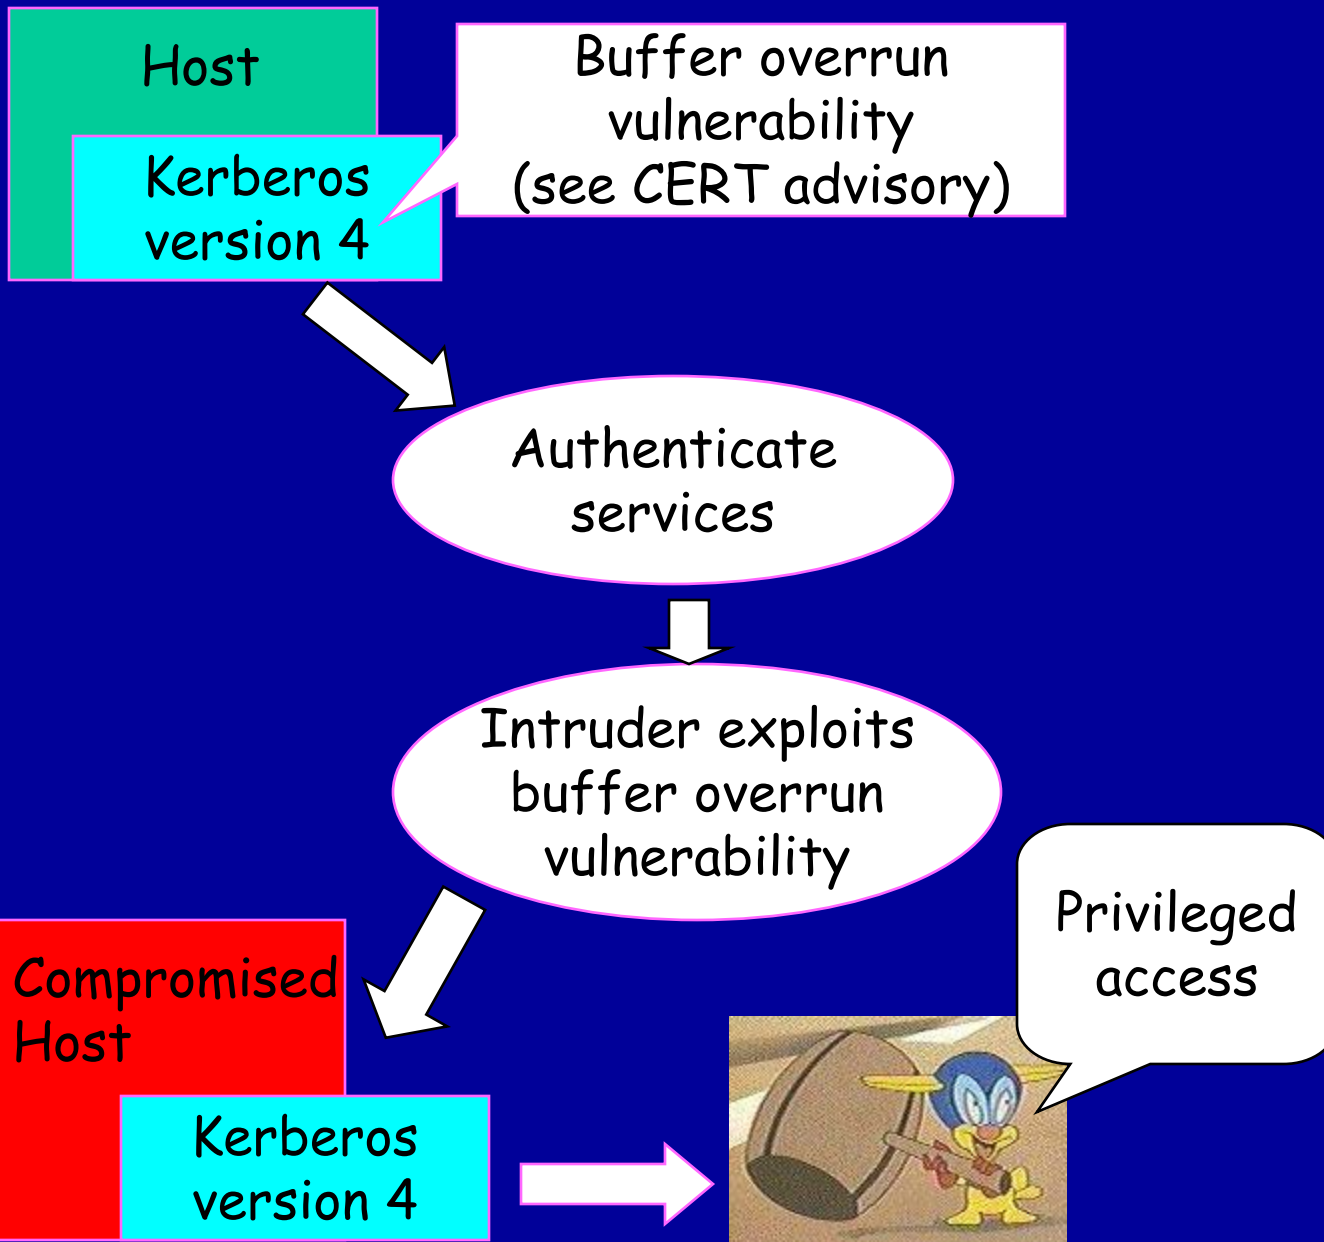 Host
Kerberos
version 4
Buffer overrun
vulnerability
(see CERT advisory)
Authenticate
services
Intruder exploits
buffer overrun
vulnerability
Compromised
Host
Kerberos
version 4
Privileged
access